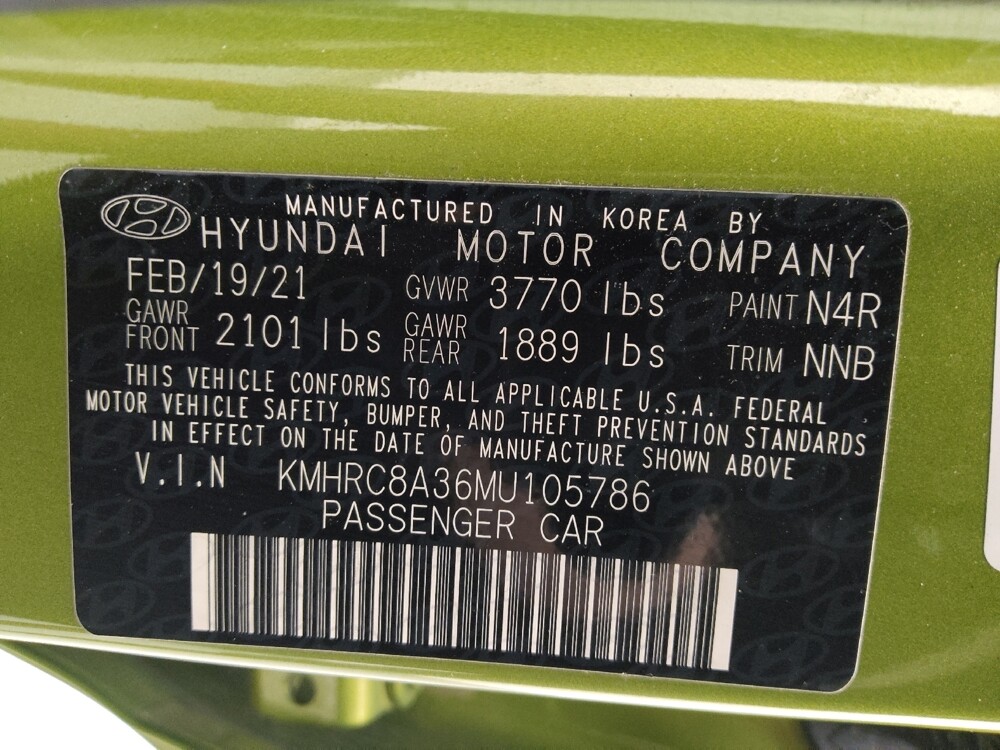 MANUFACTURED IN KOREA BY
HYUNDAI MOTOR COMPANY
FEB/19/21 GVWR 3770 lbs PAINT N4R
GAWR FRONT 2101 lbs GAWR REAR 1889 lbs TRIM NNB
THIS VEHICLE CONFORMS TO ALL APPLICABLE U.S.A. FEDERAL
MOTOR VEHICLE SAFETY, BUMPER, AND THEFT PREVENTION STANDARDS
IN EFFECT ON THE DATE OF MANUFACTURE SHOWN ABOVE
V.I.N KMHRC8A36MU105786
PASSENGER CAR